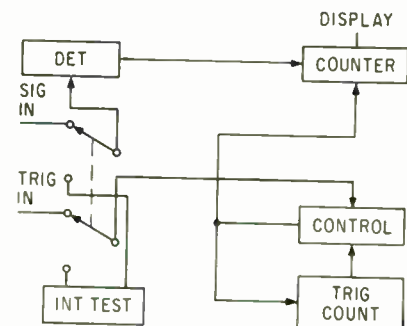 DISPLAY
DET
COUNTER
SIG
IN
TRIG
IN
CONTROL
INT TEST
TRIG
COUNT